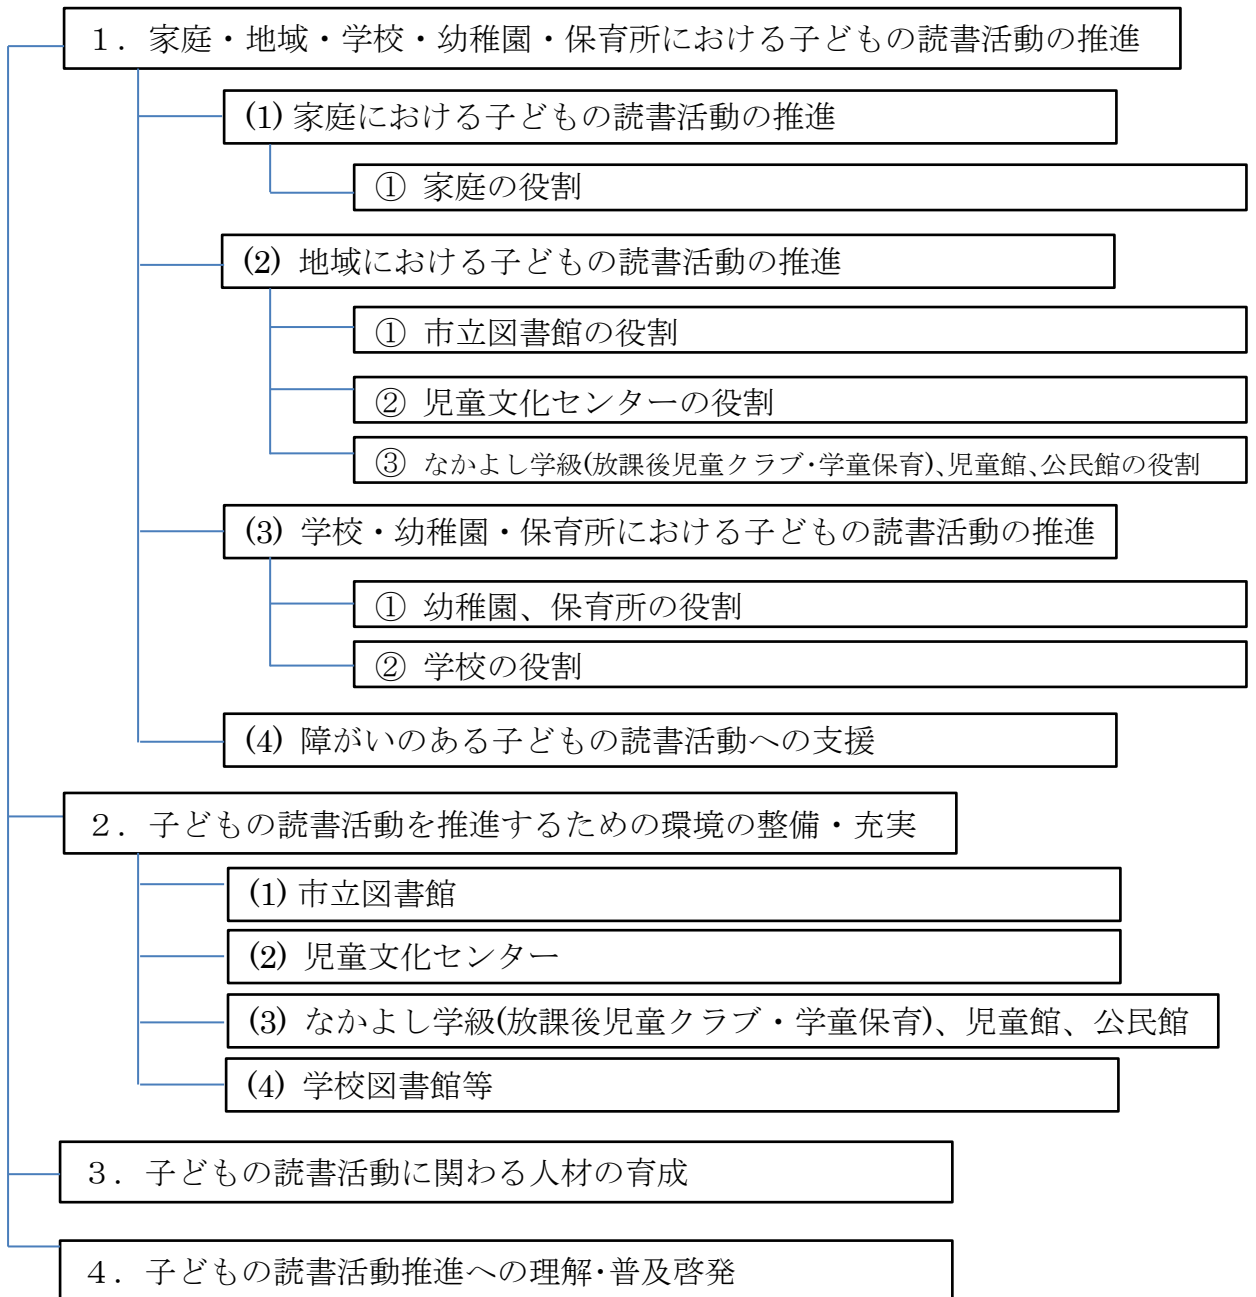 １．家庭・地域・学校・幼稚園・保育所における子どもの読書活動の推進
(1) 家庭における子どもの読書活動の推進
① 家庭の役割
(2) 地域における子どもの読書活動の推進
① 市立図書館の役割
② 児童文化センターの役割
③ なかよし学級(放課後児童クラブ・学童保育)、児童館、公民館の役割
(3) 学校・幼稚園・保育所における子どもの読書活動の推進
① 幼稚園、保育所の役割
② 学校の役割
(4) 障がいのある子どもの読書活動への支援
２．子どもの読書活動を推進するための環境の整備・充実
(1) 市立図書館
(2) 児童文化センター
(3) なかよし学級(放課後児童クラブ・学童保育)、児童館、公民館
(4) 学校図書館等
３．子どもの読書活動に関わる人材の育成
４．子どもの読書活動推進への理解・普及啓発